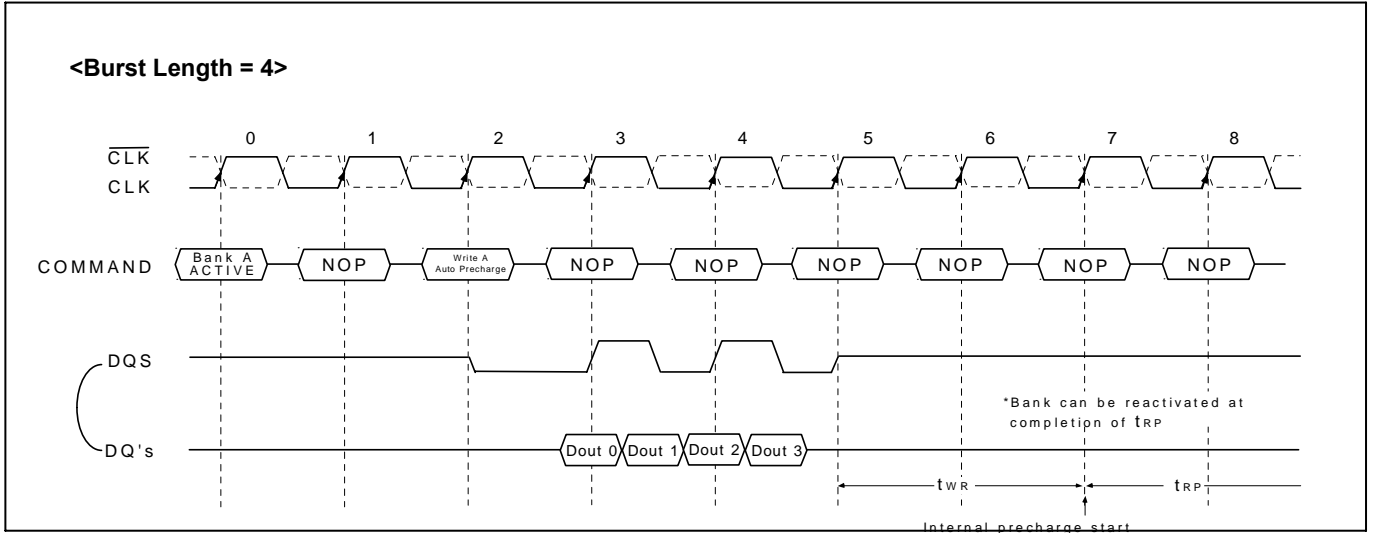 <Burst Length = 4>
0 1 2 3 4 5 6 7 8
CLK
CLK
COMMAND
Bank A
ACTIVE
NOP
Write A
Auto Precharge
NOP
NOP
NOP
NOP
NOP
NOP
DQS
*Bank can be reactivated at
completion of tRP
DQ's
Dout 0 Dout 1 Dout 2 Dout 3
tWR
tRP
Internal precharge start